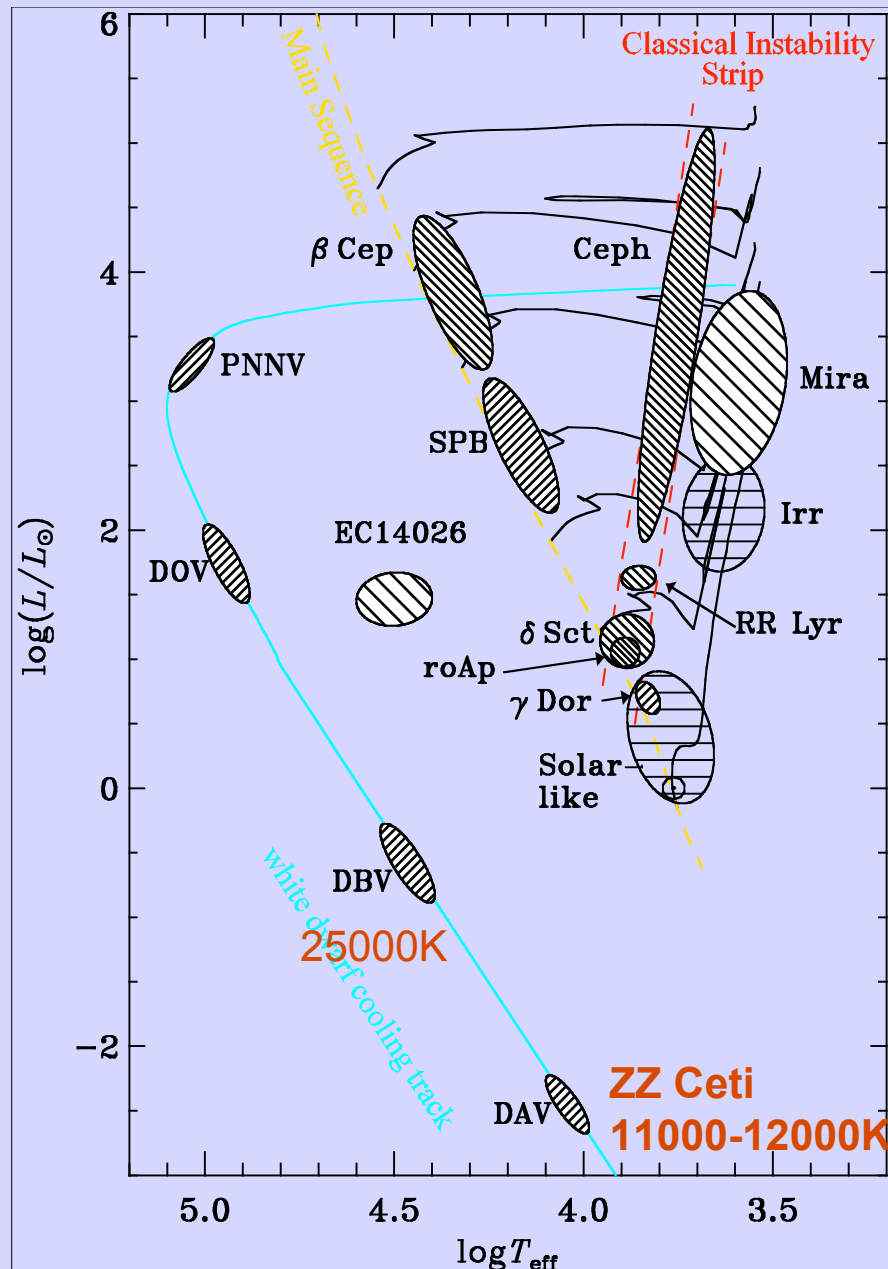 6
Classical Instability
Strip
Main Sequence
β Cep
Ceph
4
PNNV
Mira
SPB
Irr
EC14026
2
DOV
RR Lyr
δ Sct
roAp
γ Dor
Solar
like
0
DBV
25000K
white dwarf cooling track
−2
ZZ Ceti
DAV
11000-12000K
log(L/L⊙)
5.0 4.5 4.0 3.5
logTeff